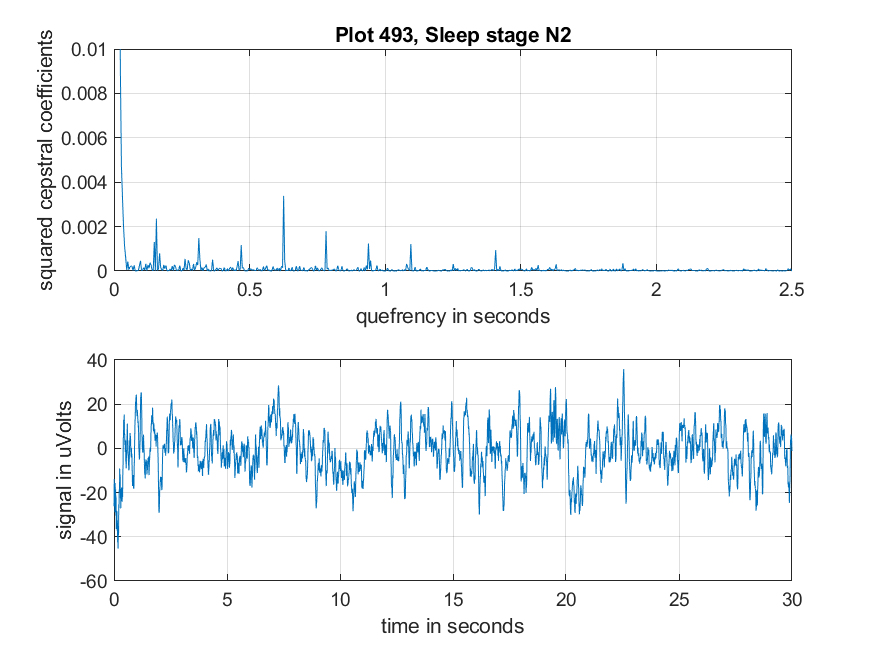 Plot 493, Sleep stage N2
squared cepstral coefficients
0.01
0.008
0.006
0.004
0.002
0
0 0.5 1 1.5 2 2.5
quefrency in seconds
signal in uVolts
40
20
0
-20
-40
-60
0 5 10 15 20 25 30
time in seconds